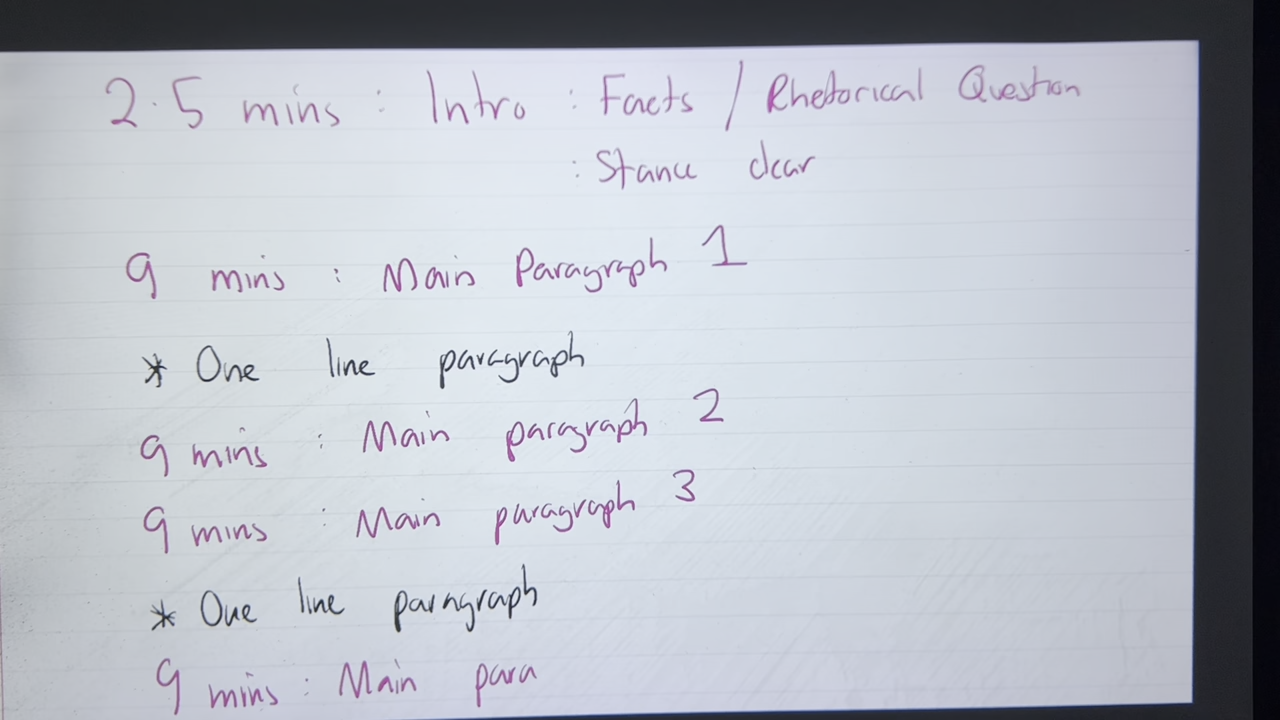 2.5 mins : Intro : Facts / Rhetorical Question
: Stance clear
9 mins : Main Paragraph 1
* One line paragraph
9 mins : Main paragraph 2
9 mins : Main paragraph 3
* One line paragraph
9 mins : Main para